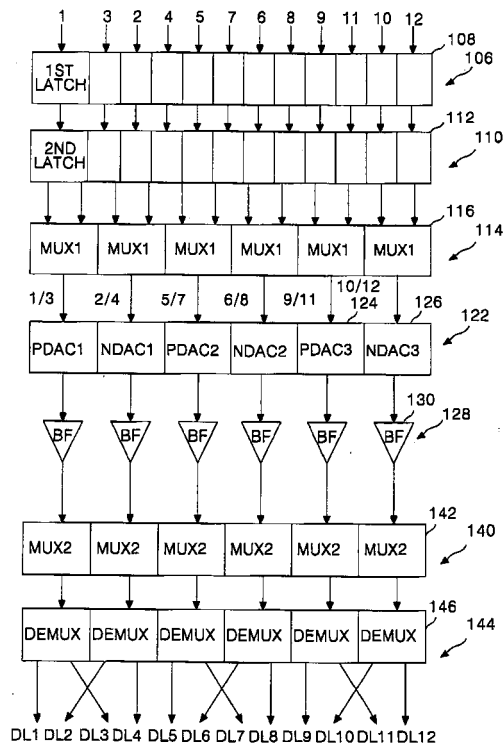 1 3 2 4 5 7 6 8 9 11 10 12
108
1ST LATCH
106
112
2ND LATCH
110
116
MUX1 MUX1 MUX1 MUX1 MUX1 MUX1
114
1/3 2/4 5/7 6/8 9/11 10/12
124
126
PDAC1 NDAC1 PDAC2 NDAC2 PDAC3 NDAC3
122
130
BF BF BF BF BF BF
128
142
MUX2 MUX2 MUX2 MUX2 MUX2 MUX2
140
146
DEMUX DEMUX DEMUX DEMUX DEMUX DEMUX
144
DL1 DL2 DL3 DL4 DL5 DL6 DL7 DL8 DL9 DL10 DL11 DL12